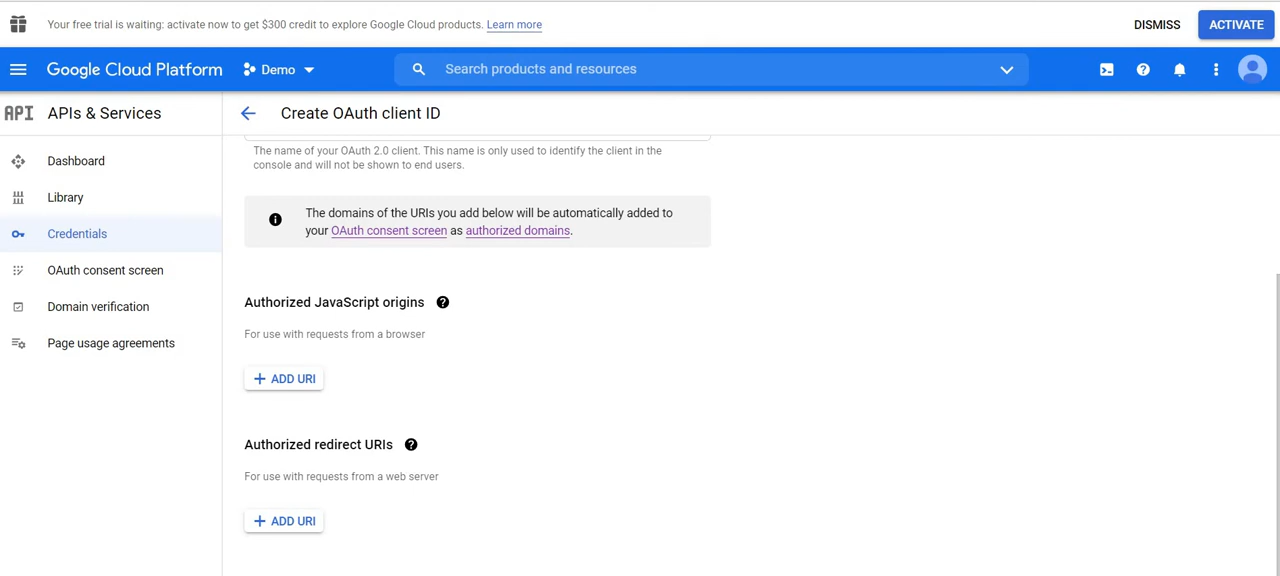 Your free trial is waiting: activate now to get $300 credit to explore Google Cloud products. Learn more
DISMISS
ACTIVATE
Google Cloud Platform
Demo
Search products and resources
API
APIs & Services
Create OAuth client ID
Dashboard
Library
Credentials
OAuth consent screen
Domain verification
Page usage agreements
The name of your OAuth 2.0 client. This name is only used to identify the client in the
console and will not be shown to end users.
The domains of the URIs you add below will be automatically added to
your OAuth consent screen as authorized domains.
Authorized JavaScript origins
For use with requests from a browser
ADD URI
Authorized redirect URIs
For use with requests from a web server
ADD URI